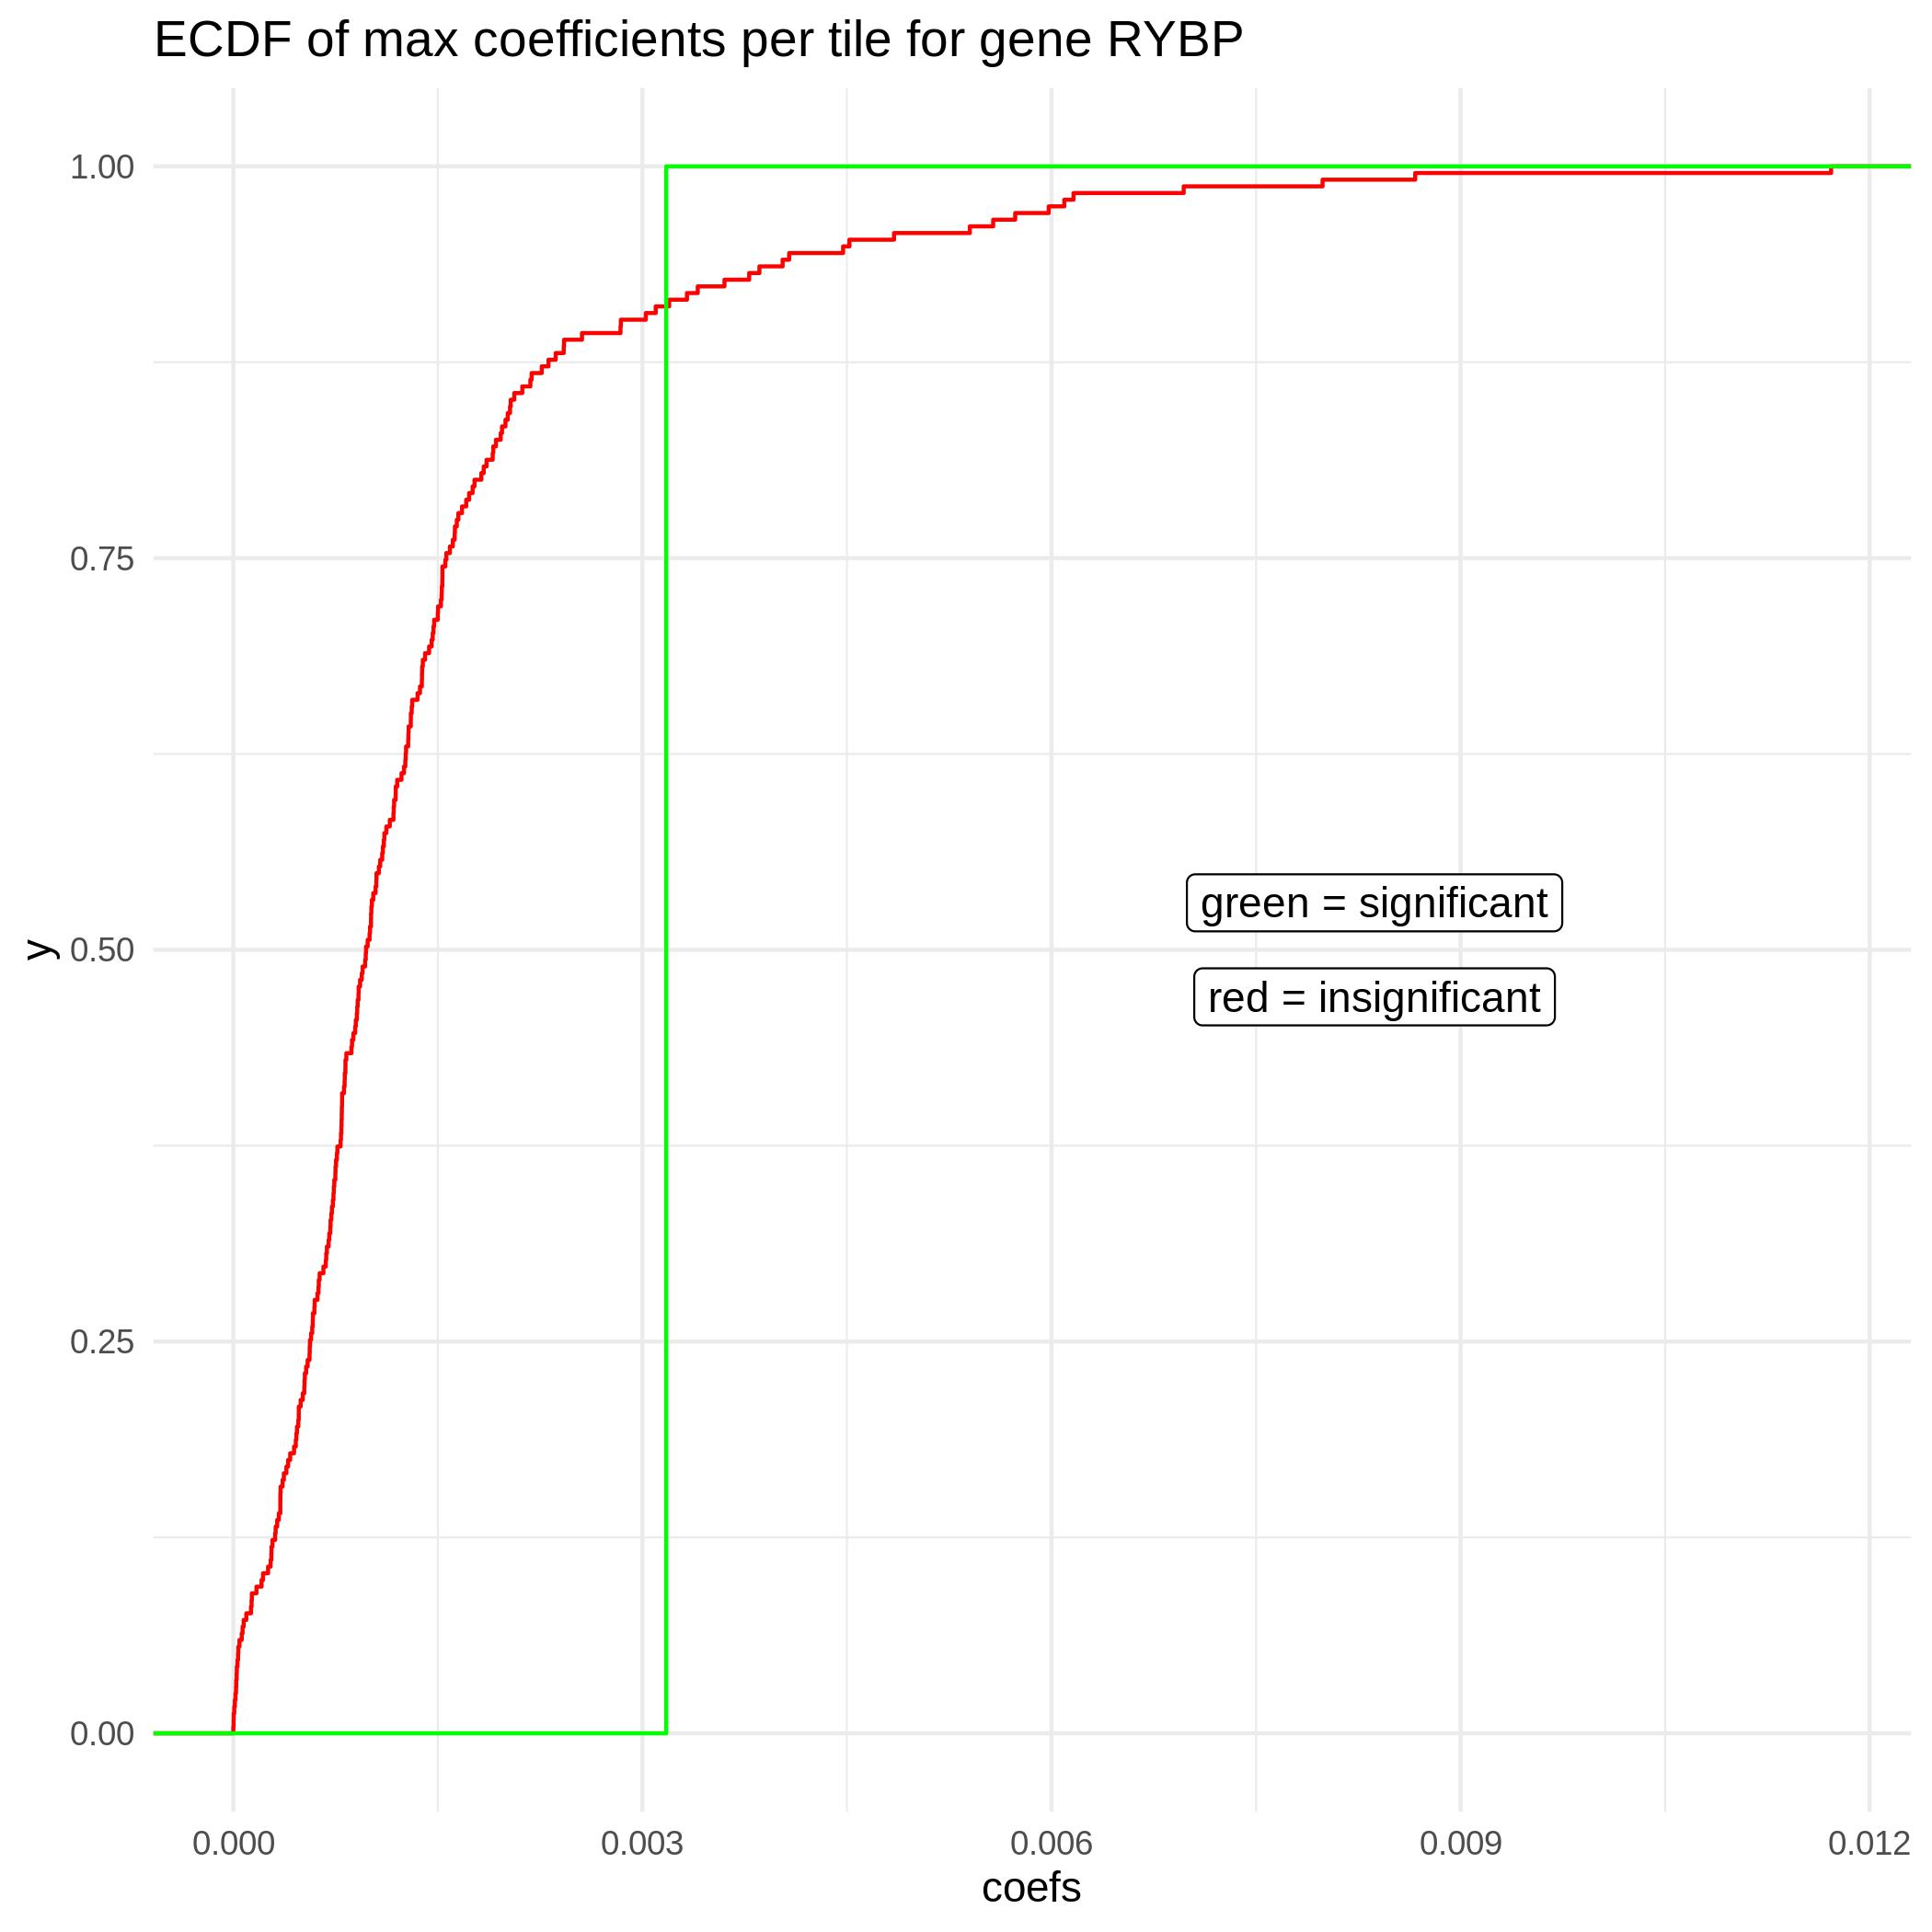 ECDF of max coefficients per tile for gene RYBP
1.00
0.75
0.50
0.25
0.00
y
green = significant
red = insignificant
0.000 0.003 0.006 0.009 0.012
coefs